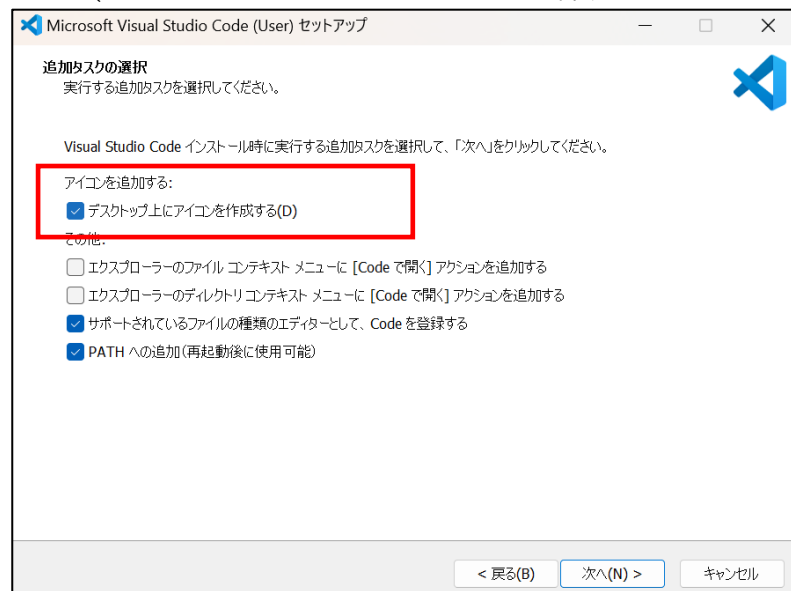 Microsoft Visual Studio Code (User) セットアップ
追加タスクの選択
実行する追加タスクを選択してください。
Visual Studio Code インストール時に実行する追加タスクを選択して、「次へ」をクリックしてください。
アイコンを追加する:
デスクトップ上にアイコンを作成する(D)
その他:
エクスプローラーのファイル コンテキスト メニューに [Code で開く] アクションを追加する
エクスプローラーのディレクトリ コンテキスト メニューに [Code で開く] アクションを追加する
サポートされているファイルの種類のエディターとして、Code を登録する
PATH への追加(再起動後に使用可能)
< 戻る(B) 次へ(N) > キャンセル